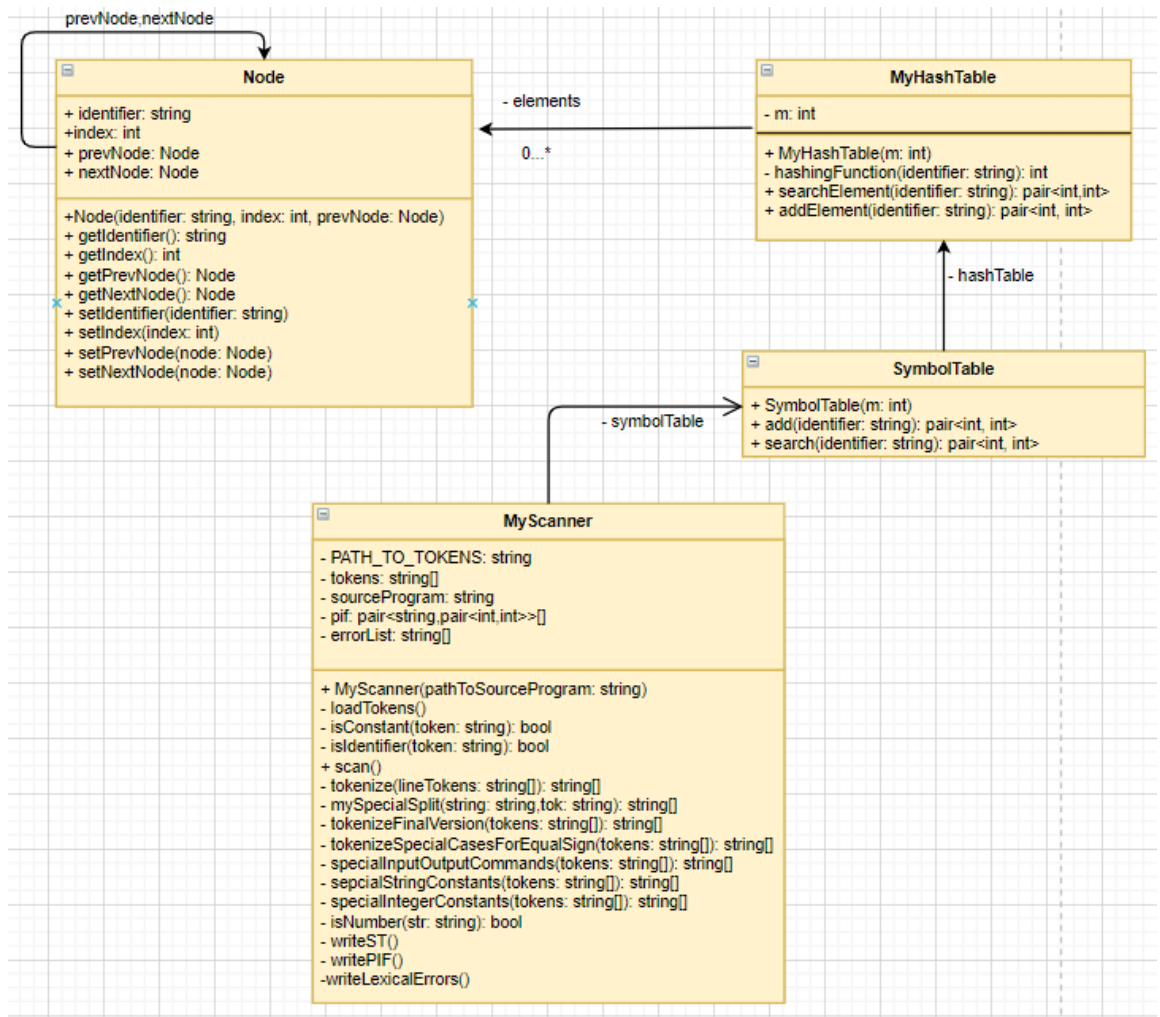 prevNode,nextNode
Node
+ identifier: string
+index: int
+ prevNode: Node
+ nextNode: Node
+Node(identifier: string, index: int, prevNode: Node)
+ getIdentifier(): string
+ getIndex(): int
+ getPrevNode(): Node
+ getNextNode(): Node
+ setIdentifier(identifier: string)
+ setIndex(index: int)
+ setPrevNode(node: Node)
+ setNextNode(node: Node)
- elements
0...*
MyHashTable
- m: int
+ MyHashTable(m: int)
- hashingFunction(identifier: string): int
+ searchElement(identifier: string): pair<int,int>
+ addElement(identifier: string): pair<int, int>
- hashTable
SymbolTable
+ SymbolTable(m: int)
+ add(identifier: string): pair<int, int>
+ search(identifier: string): pair<int, int>
- symbolTable
MyScanner
- PATH_TO_TOKENS: string
- tokens: string[]
- sourceProgram: string
- pif: pair<string,pair<int,int>>[]
- errorList: string[]
+ MyScanner(pathToSourceProgram: string)
- loadTokens()
- isConstant(token: string): bool
- isIdentifier(token: string): bool
+ scan()
- tokenize(lineTokens: string[]): string[]
- mySpecialSplit(string: string,tok: string): string[]
- tokenizeFinalVersion(tokens: string[]): string[]
- tokenizeSpecialCasesForEqualSign(tokens: string[]): string[]
- specialInputOutputCommands(tokens: string[]): string[]
- sepcialStringConstants(tokens: string[]): string[]
- specialIntegerConstants(tokens: string[]): string[]
- isNumber(str: string): bool
- writeST()
- writePIF()
-writeLexicalErrors()